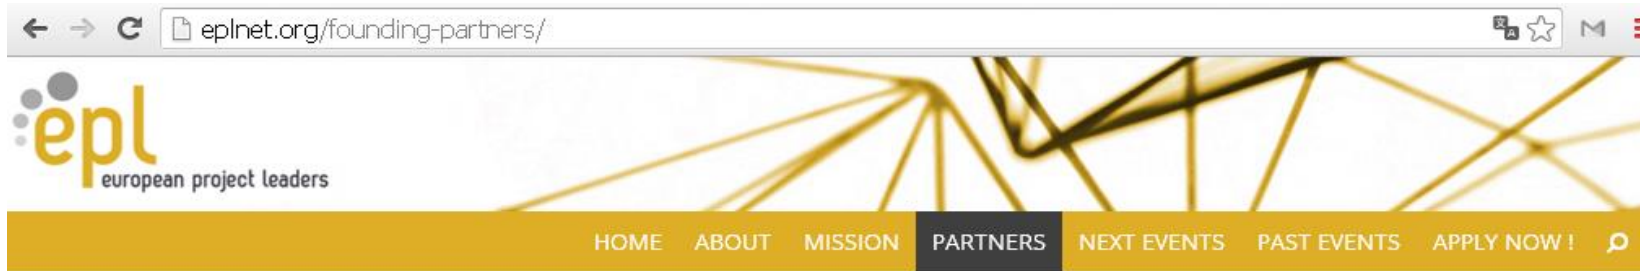 eplnet.org/founding-partners/
epl
european project leaders
HOME ABOUT MISSION PARTNERS NEXT EVENTS PAST EVENTS APPLY NOW !